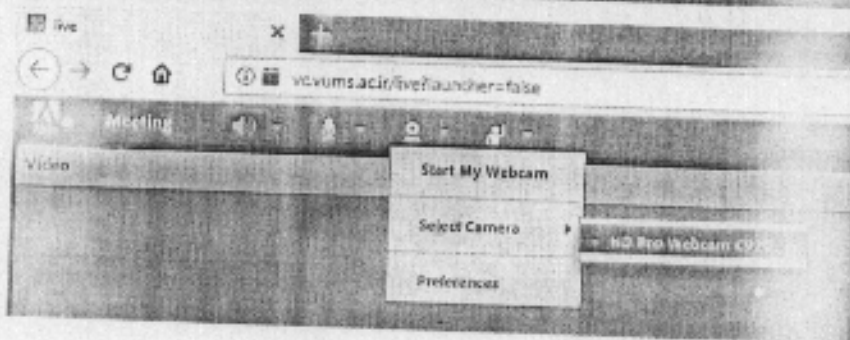 live
vc.vums.ac.ir/live?launcher=false
Meeting
Video
Start My Webcam
Select Camera
HD Pro Webcam
Preferences